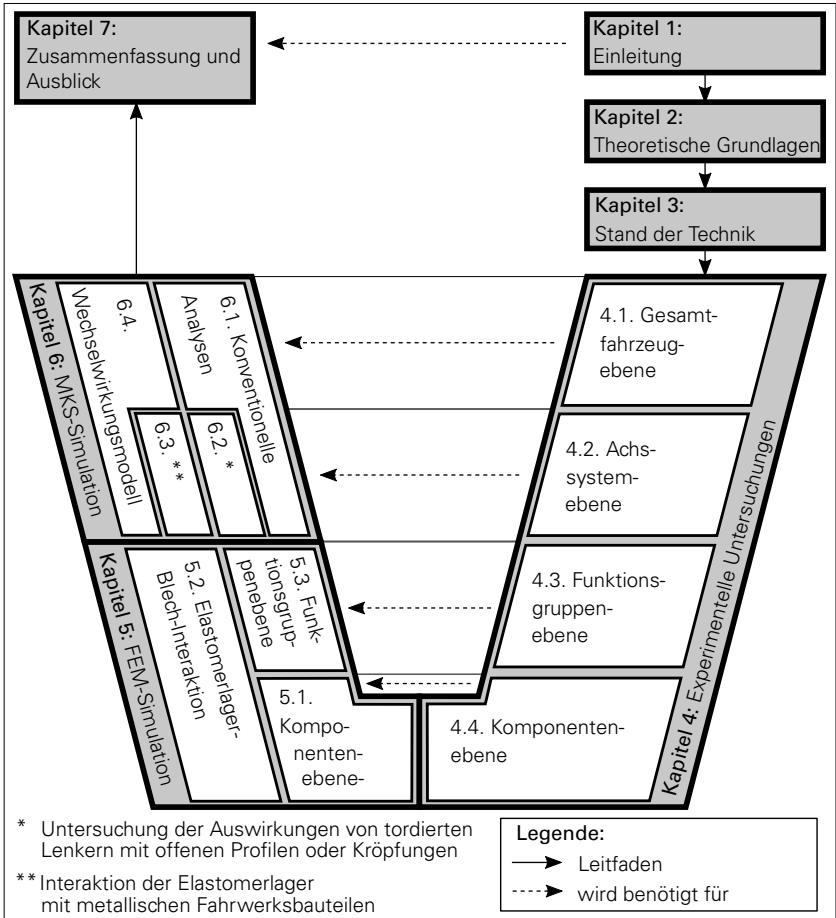 Kapitel 7:
Zusammenfassung und
Ausblick
Kapitel 1:
Einleitung
Kapitel 2:
Theoretische Grundlagen
Kapitel 3:
Stand der Technik
Kapitel 6: MKS-Simulation
6.4.
Wechselwirkungsmodell
6.1. Konventionelle
Analysen
6.3. **
6.2. *
4.1. Gesamt-
fahrzeug-
ebene
4.2. Achs-
system-
ebene
4.3. Funktions-
gruppen-
ebene
4.4. Komponenten-
ebene
Kapitel 4: Experimentelle Untersuchungen
Kapitel 5: FEM-Simulation
5.2. Elastomerlager-
Blech-Interaktion
5.3. Funk-
tionsgrup-
penebene
5.1.
Kompo-
nenten-
ebene-
* Untersuchung der Auswirkungen von tordierten
Lenkern mit offenen Profilen oder Kröpfungen
** Interaktion der Elastomerlager
mit metallischen Fahrwerksbauteilen
Legende:
Leitfaden
wird benötigt für